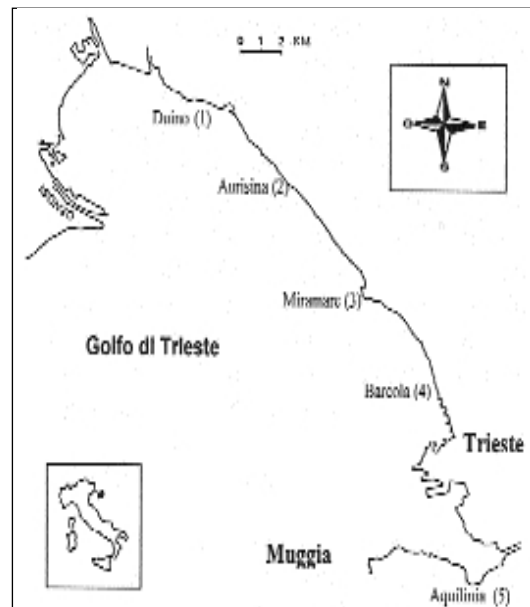 0 1 2 KM
N
O E
S
Duino (1)
Aurisina (2)
ISONZO
Miramare (3)
Golfo di Trieste
Barcola (4)
Trieste
Muggia
Aquilinia (5)